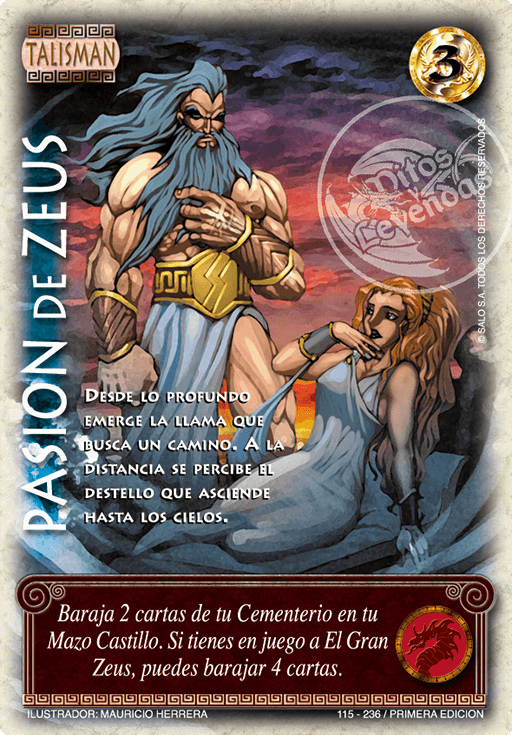 TALISMAN
3
PASION DE ZEUS
Mitos
y
Leyendas
© SALO S.A. TODOS LOS DERECHOS RESERVADOS
DESDE LO PROFUNDO
EMERGE LA LLAMA QUE
BUSCA UN CAMINO. A LA
DISTANCIA SE PERCIBE EL
DESTELLO QUE ASCIENDE
HASTA LOS CIELOS.
Baraja 2 cartas de tu Cementerio en tu
Mazo Castillo. Si tienes en juego a El Gran
Zeus, puedes barajar 4 cartas.
ILUSTRADOR: MAURICIO HERRERA
115 - 236 / PRIMERA EDICION